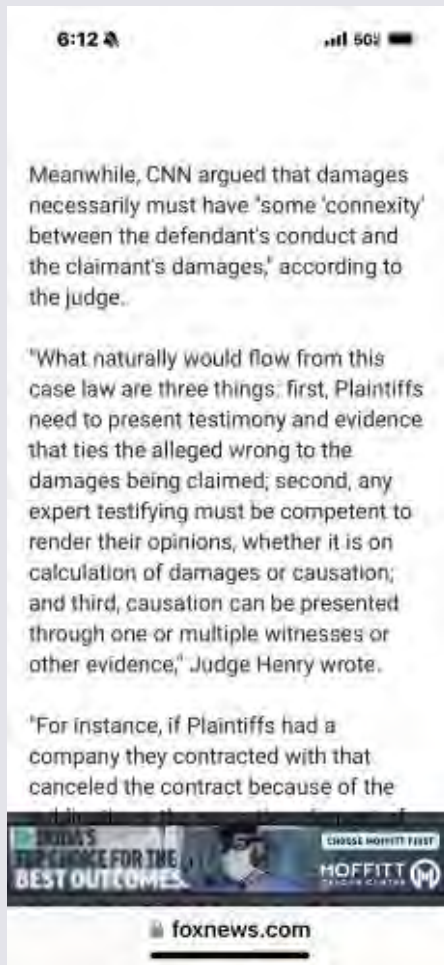 6:12
5G
Meanwhile, CNN argued that damages
necessarily must have "some 'connexity'
between the defendant's conduct and
the claimant's damages," according to
the judge.
"What naturally would flow from this
case law are three things: first, Plaintiffs
need to present testimony and evidence
that ties the alleged wrong to the
damages being claimed; second, any
expert testifying must be competent to
render their opinions, whether it is on
calculation of damages or causation;
and third, causation can be presented
through one or multiple witnesses or
other evidence," Judge Henry wrote.
"For instance, if Plaintiffs had a
company they contracted with that
canceled the contract because of the
TOP CHOICE FOR THE
BEST OUTCOMES.
CHOOSE MOFFITT FIRST
MOFFITT
CANCER CENTER
foxnews.com